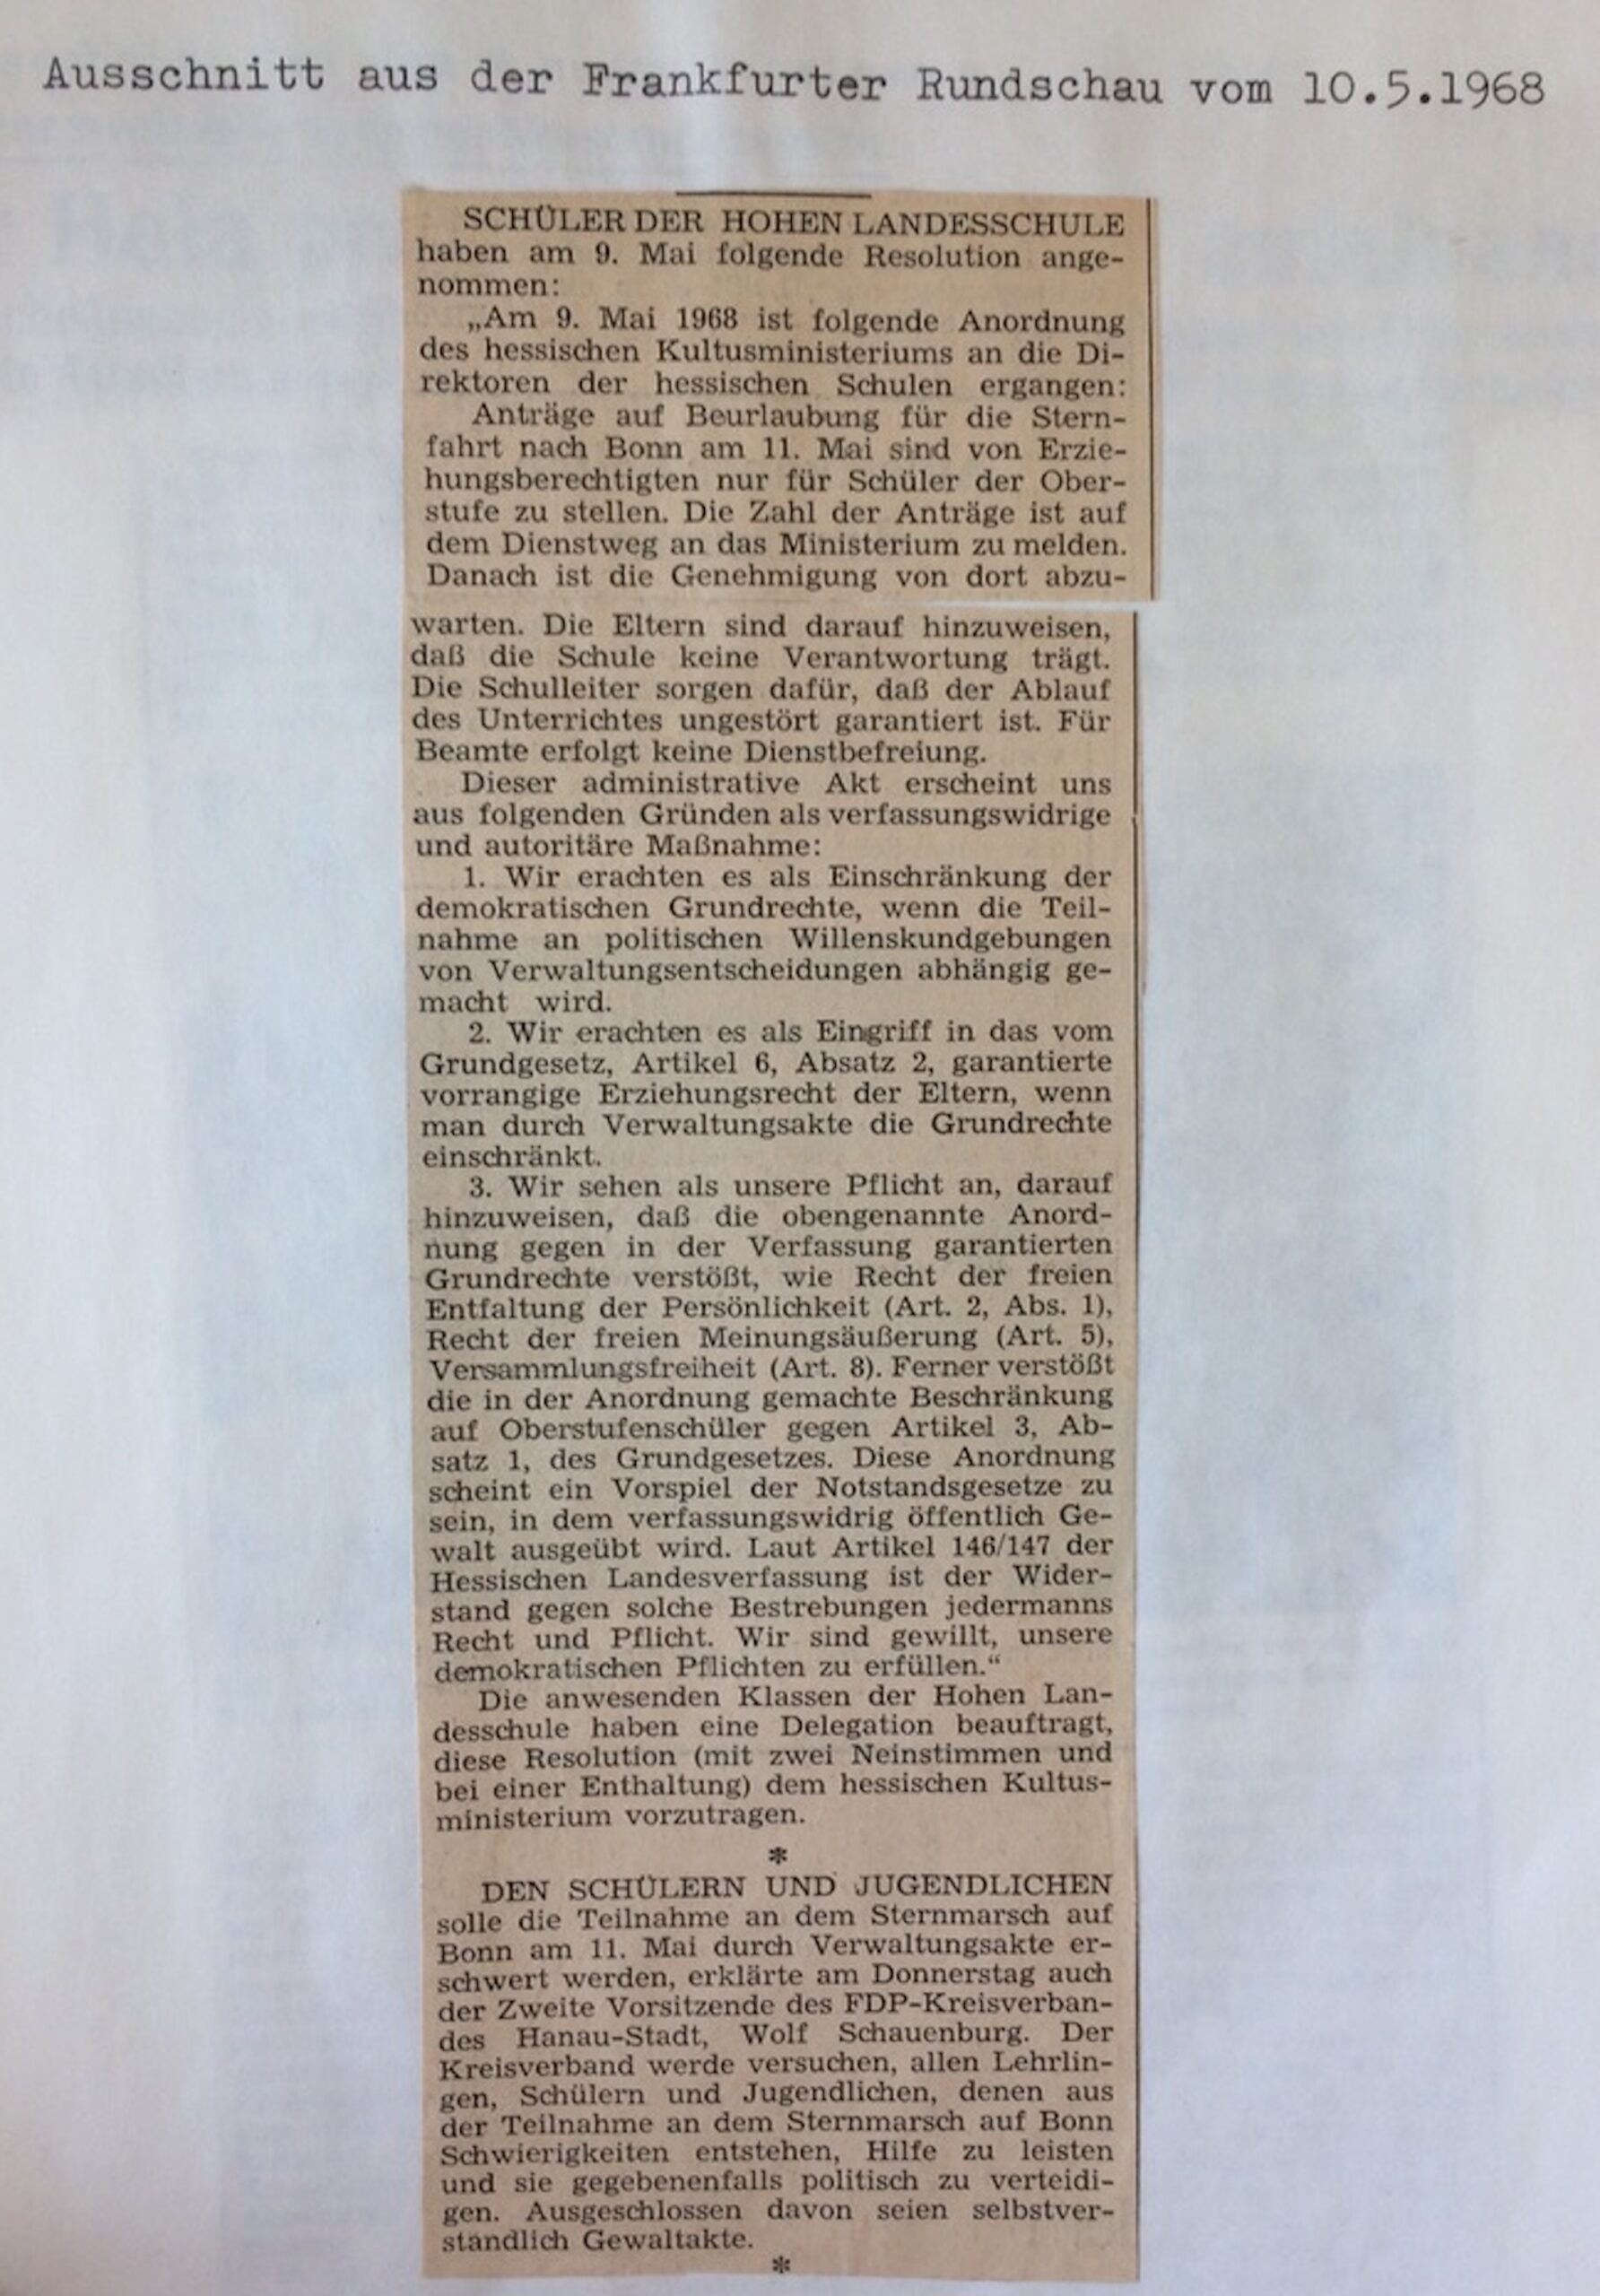 Ausschnitt aus der Frankfurter Rundschau vom 10.5.1968
SCHÜLER DER HOHEN LANDESSCHULE
haben am 9. Mai folgende Resolution ange-
nommen:
„Am 9. Mai 1968 ist folgende Anordnung
des hessischen Kultusministeriums an die Di-
rektoren der hessischen Schulen ergangen:
Anträge auf Beurlaubung für die Stern-
fahrt nach Bonn am 11. Mai sind von Erzie-
hungsberechtigten nur für Schüler der Ober-
stufe zu stellen. Die Zahl der Anträge ist auf
dem Dienstweg an das Ministerium zu melden.
Danach ist die Genehmigung von dort abzu-
warten. Die Eltern sind darauf hinzuweisen,
daß die Schule keine Verantwortung trägt.
Die Schulleiter sorgen dafür, daß der Ablauf
des Unterrichtes ungestört garantiert ist. Für
Beamte erfolgt keine Dienstbefreiung.
Dieser administrative Akt erscheint uns
aus folgenden Gründen als verfassungswidrige
und autoritäre Maßnahme:
1. Wir erachten es als Einschränkung der
demokratischen Grundrechte, wenn die Teil-
nahme an politischen Willenskundgebungen
von Verwaltungsentscheidungen abhängig ge-
macht wird.
2. Wir erachten es als Eingriff in das vom
Grundgesetz, Artikel 6, Absatz 2, garantierte
vorrangige Erziehungsrecht der Eltern, wenn
man durch Verwaltungsakte die Grundrechte
einschränkt.
3. Wir sehen als unsere Pflicht an, darauf
hinzuweisen, daß die obengenannte Anord-
nung gegen in der Verfassung garantierten
Grundrechte verstößt, wie Recht der freien
Entfaltung der Persönlichkeit (Art. 2, Abs. 1),
Recht der freien Meinungsäußerung (Art. 5),
Versammlungsfreiheit (Art. 8). Ferner verstößt
die in der Anordnung gemachte Beschränkung
auf Oberstufenschüler gegen Artikel 3, Ab-
satz 1, des Grundgesetzes. Diese Anordnung
scheint ein Vorspiel der Notstandsgesetze zu
sein, in dem verfassungswidrig öffentlich Ge-
walt ausgeübt wird. Laut Artikel 146/147 der
Hessischen Landesverfassung ist der Wider-
stand gegen solche Bestrebungen jedermanns
Recht und Pflicht. Wir sind gewillt, unsere
demokratischen Pflichten zu erfüllen.“
Die anwesenden Klassen der Hohen Lan-
desschule haben eine Delegation beauftragt,
diese Resolution (mit zwei Neinstimmen und
bei einer Enthaltung) dem hessischen Kultus-
ministerium vorzutragen.
*
DEN SCHÜLERN UND JUGENDLICHEN
solle die Teilnahme an dem Sternmarsch auf
Bonn am 11. Mai durch Verwaltungsakte er-
schwert werden, erklärte am Donnerstag auch
der Zweite Vorsitzende des FDP-Kreisverban-
des Hanau-Stadt, Wolf Schauenburg. Der
Kreisverband werde versuchen, allen Lehrlin-
gen, Schülern und Jugendlichen, denen aus
der Teilnahme an dem Sternmarsch auf Bonn
Schwierigkeiten entstehen, Hilfe zu leisten
und sie gegebenenfalls politisch zu verteidi-
gen. Ausgeschlossen davon seien selbstver-
ständlich Gewaltakte.
*